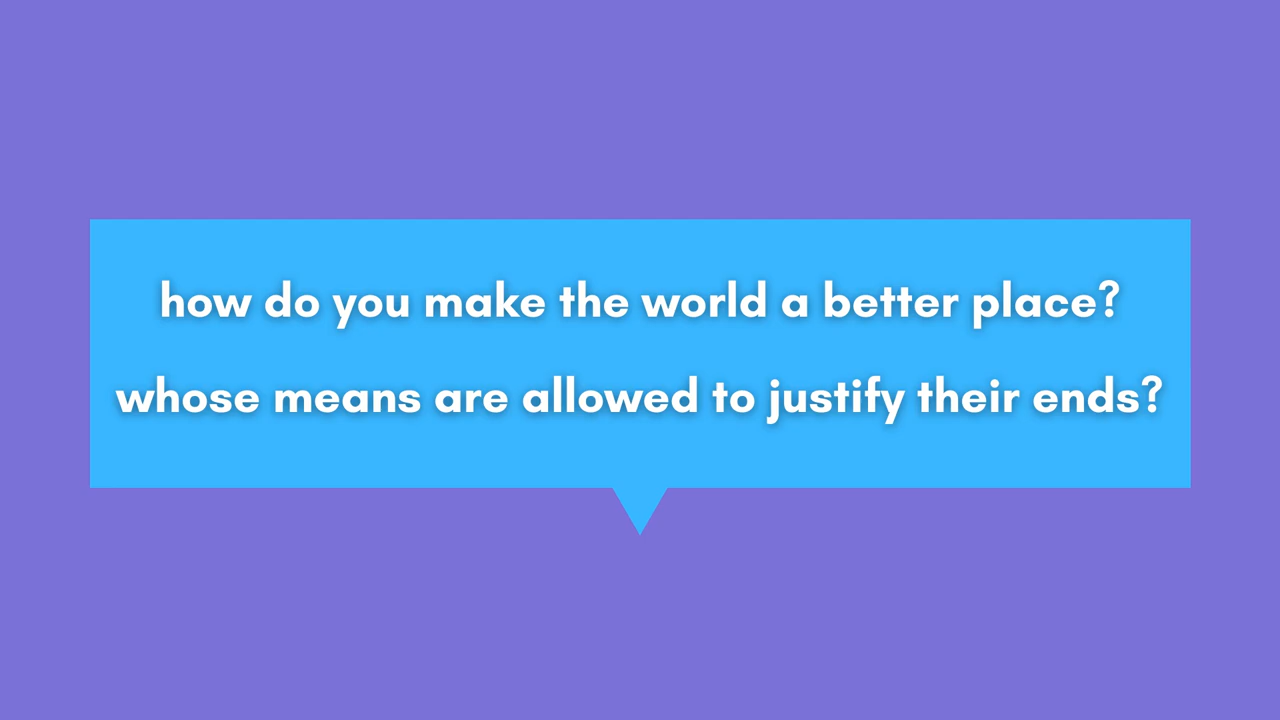 how do you make the world a better place?
whose means are allowed to justify their ends?